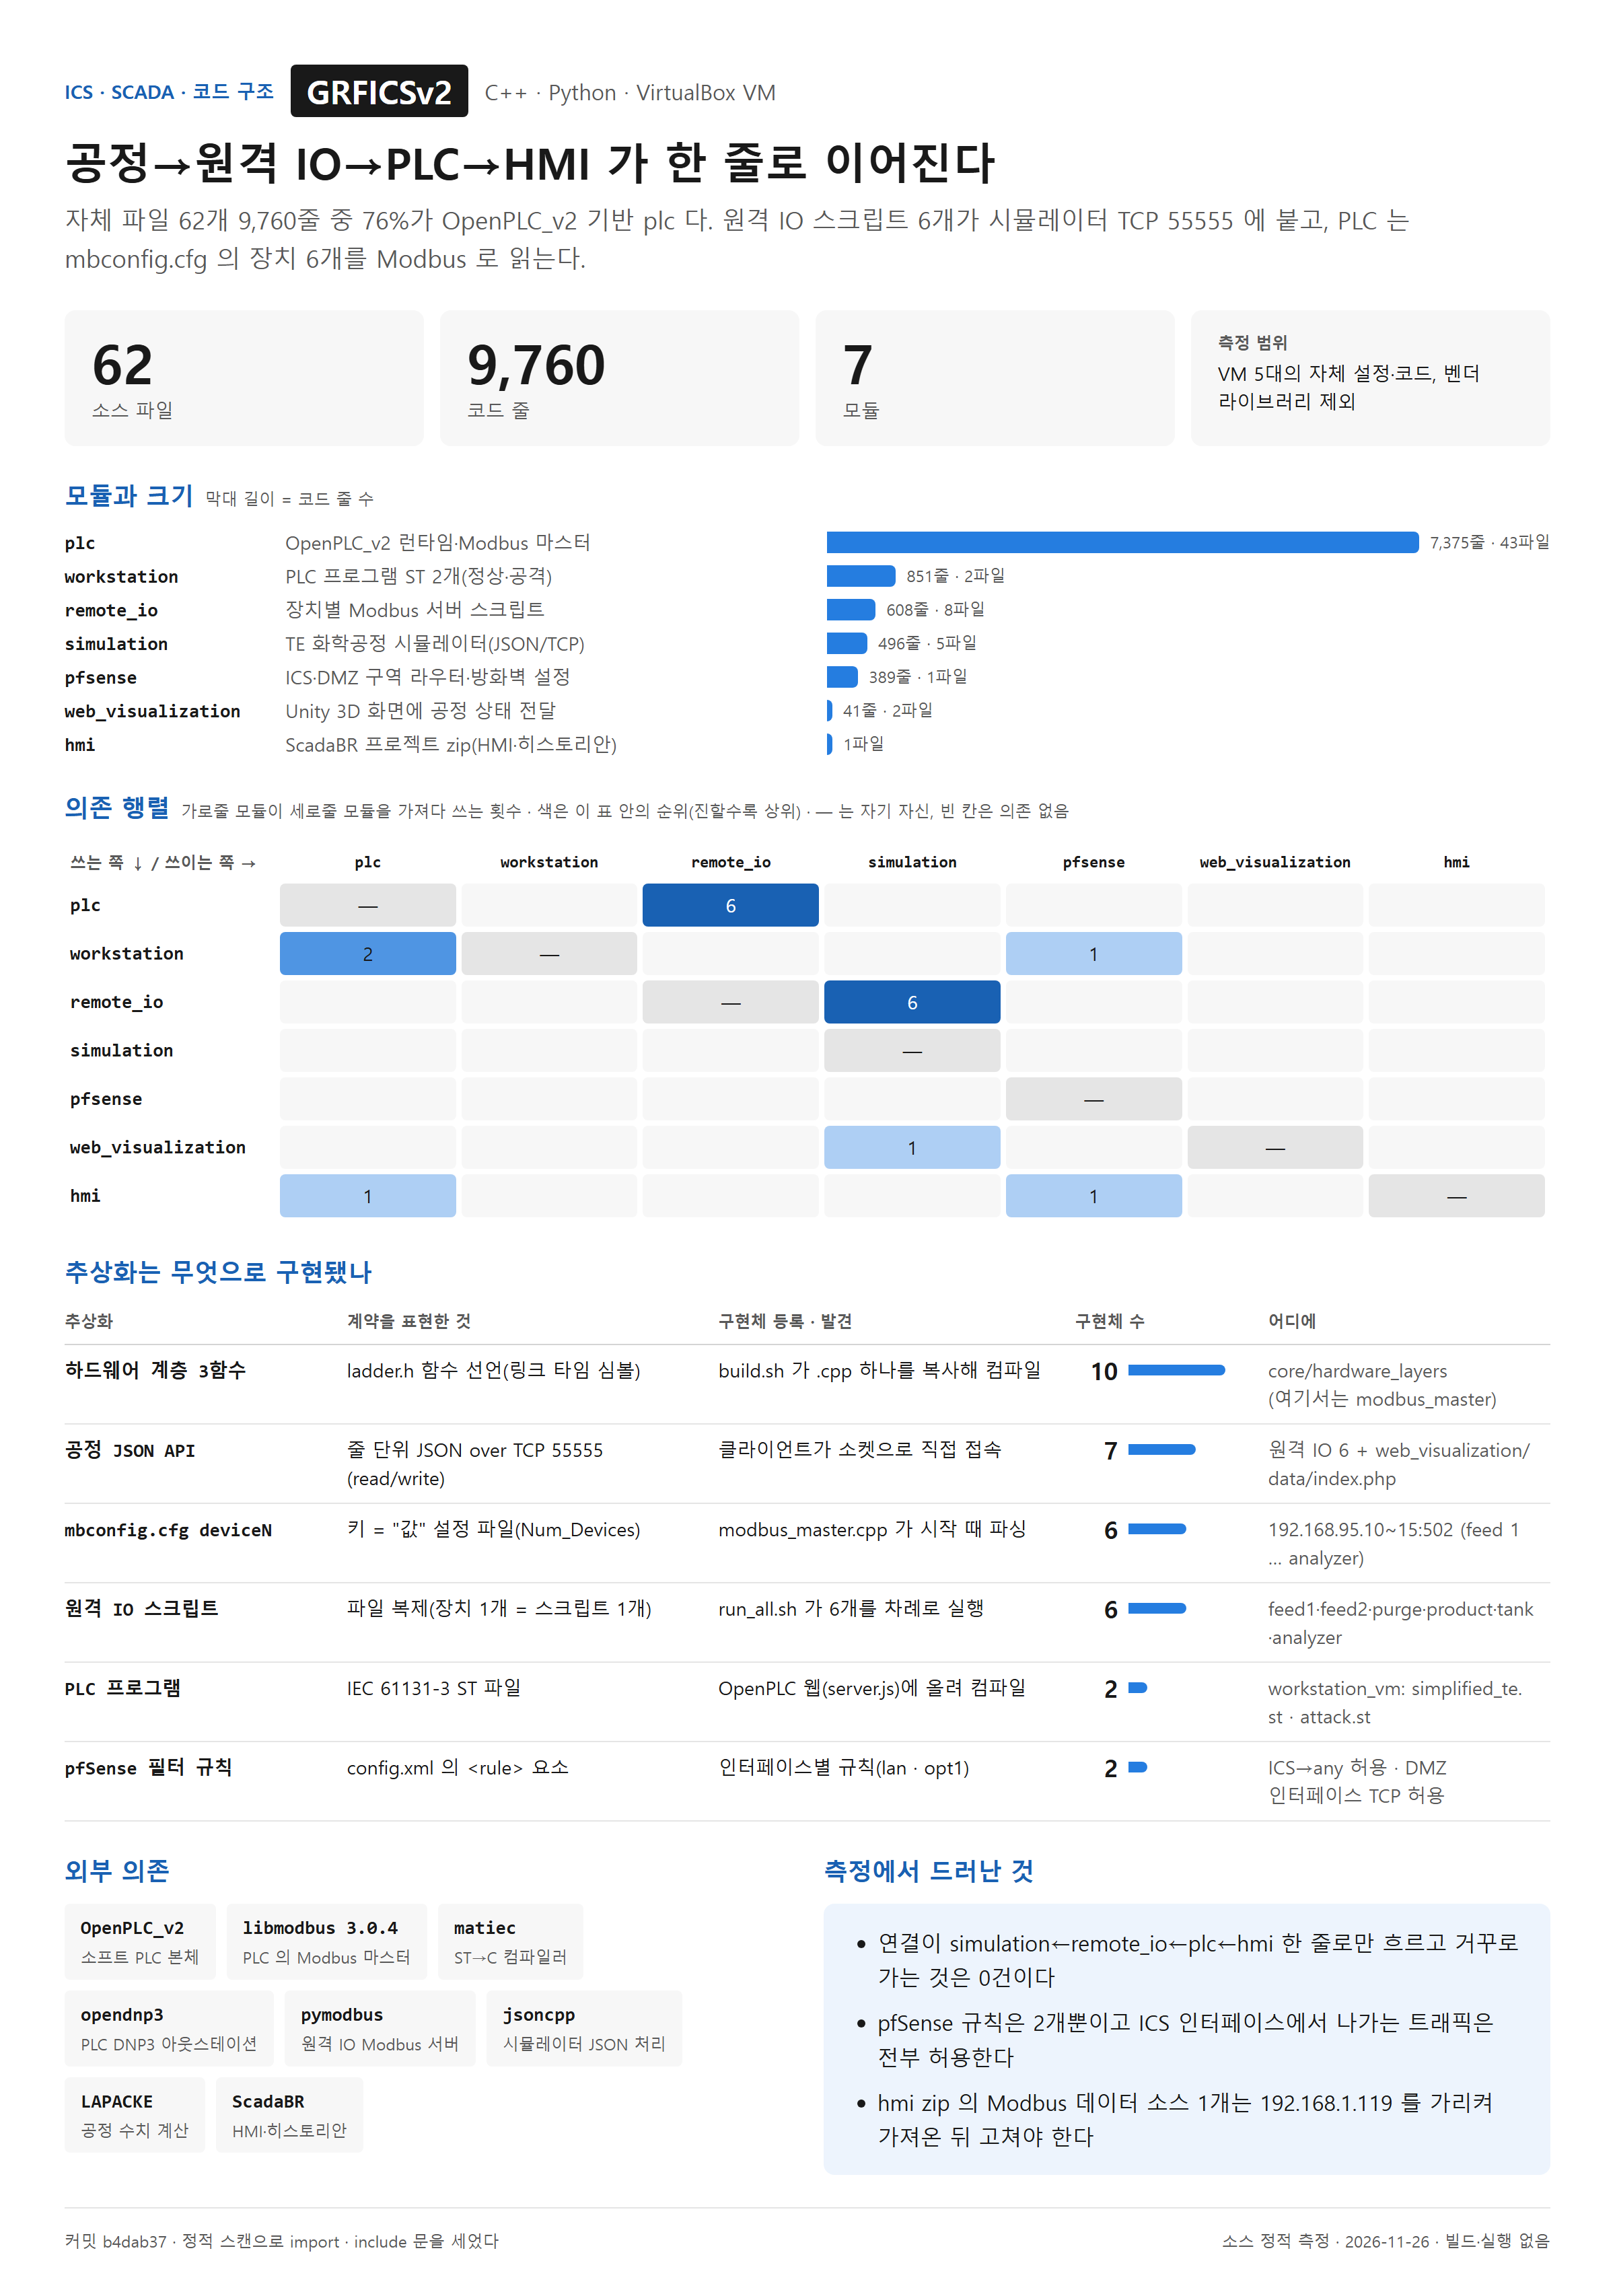 ICS · SCADA · 코드 구조 GRFICSv2 C++ · Python · VirtualBox VM
공정→원격 IO→PLC→HMI 가 한 줄로 이어진다
자체 파일 62개 9,760줄 중 76%가 OpenPLC_v2 기반 plc 다. 원격 IO 스크립트 6개가 시뮬레이터 TCP 55555 에 붙고, PLC 는
mbconfig.cfg 의 장치 6개를 Modbus 로 읽는다.
62
소스 파일
9,760
코드 줄
7
모듈
측정 범위
VM 5대의 자체 설정·코드, 벤더
라이브러리 제외
모듈과 크기 막대 길이 = 코드 줄 수
plc OpenPLC_v2 런타임·Modbus 마스터 7,375줄 · 43파일
workstation PLC 프로그램 ST 2개(정상·공격) 851줄 · 2파일
remote_io 장치별 Modbus 서버 스크립트 608줄 · 8파일
simulation TE 화학공정 시뮬레이터(JSON/TCP) 496줄 · 5파일
pfsense ICS·DMZ 구역 라우터·방화벽 설정 389줄 · 1파일
web_visualization Unity 3D 화면에 공정 상태 전달 41줄 · 2파일
hmi ScadaBR 프로젝트 zip(HMI·히스토리안) 1파일
의존 행렬 가로줄 모듈이 세로줄 모듈을 가져다 쓰는 횟수 · 색은 이 표 안의 순위(진할수록 상위) · — 는 자기 자신, 빈 칸은 의존 없음
쓰는 쪽 ↓ / 쓰이는 쪽 → plc workstation remote_io simulation pfsense web_visualization hmi
plc — 6
workstation 2 — 1
remote_io — 6
simulation —
pfsense —
web_visualization 1 —
hmi 1 1 —
추상화는 무엇으로 구현됐나
추상화 계약을 표현한 것 구현체 등록 · 발견 구현체 수 어디에
하드웨어 계층 3함수 ladder.h 함수 선언(링크 타임 심볼) build.sh 가 .cpp 하나를 복사해 컴파일 10 core/hardware_layers
(여기서는 modbus_master)
공정 JSON API 줄 단위 JSON over TCP 55555 클라이언트가 소켓으로 직접 접속 7 원격 IO 6 + web_visualization/
(read/write) data/index.php
mbconfig.cfg deviceN 키 = "값" 설정 파일(Num_Devices) modbus_master.cpp 가 시작 때 파싱 6 192.168.95.10~15:502 (feed 1
... analyzer)
원격 IO 스크립트 파일 복제(장치 1개 = 스크립트 1개) run_all.sh 가 6개를 차례로 실행 6 feed1·feed2·purge·product·tank
·analyzer
PLC 프로그램 IEC 61131-3 ST 파일 OpenPLC 웹(server.js)에 올려 컴파일 2 workstation_vm: simplified_te.
st · attack.st
pfSense 필터 규칙 config.xml 의 <rule> 요소 인터페이스별 규칙(lan · opt1) 2 ICS→any 허용 · DMZ
인터페이스 TCP 허용
외부 의존
OpenPLC_v2 libmodbus 3.0.4 matiec
소프트 PLC 본체 PLC 의 Modbus 마스터 ST→C 컴파일러
opendnp3 pymodbus jsoncpp
PLC DNP3 아웃스테이션 원격 IO Modbus 서버 시뮬레이터 JSON 처리
LAPACKE ScadaBR
공정 수치 계산 HMI·히스토리안
측정에서 드러난 것
• 연결이 simulation←remote_io←plc←hmi 한 줄로만 흐르고 거꾸로
가는 것은 0건이다
• pfSense 규칙은 2개뿐이고 ICS 인터페이스에서 나가는 트래픽은
전부 허용한다
• hmi zip 의 Modbus 데이터 소스 1개는 192.168.1.119 를 가리켜
가져온 뒤 고쳐야 한다
커밋 b4dab37 · 정적 스캔으로 import · include 문을 세었다
소스 정적 측정 · 2026-11-26 · 빌드·실행 없음